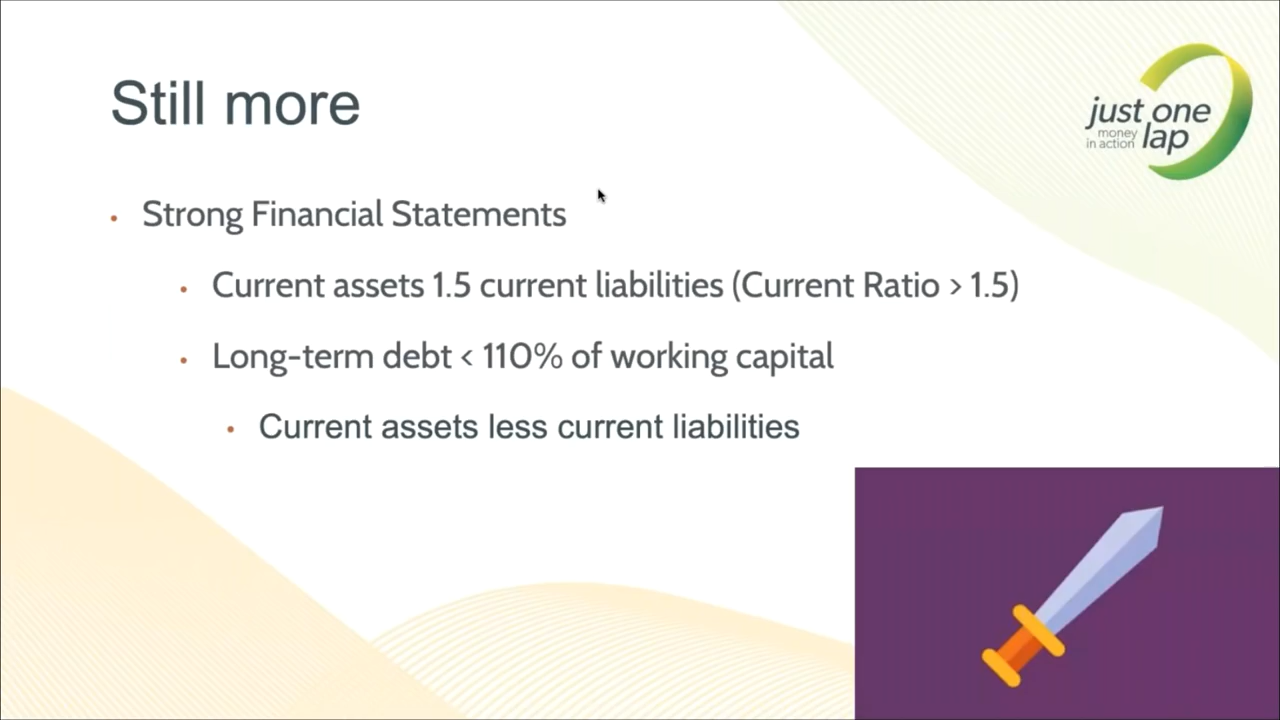 Still more
just one
money
in action lap
• Strong Financial Statements
• Current assets 1.5 current liabilities (Current Ratio > 1.5)
• Long-term debt < 110% of working capital
• Current assets less current liabilities